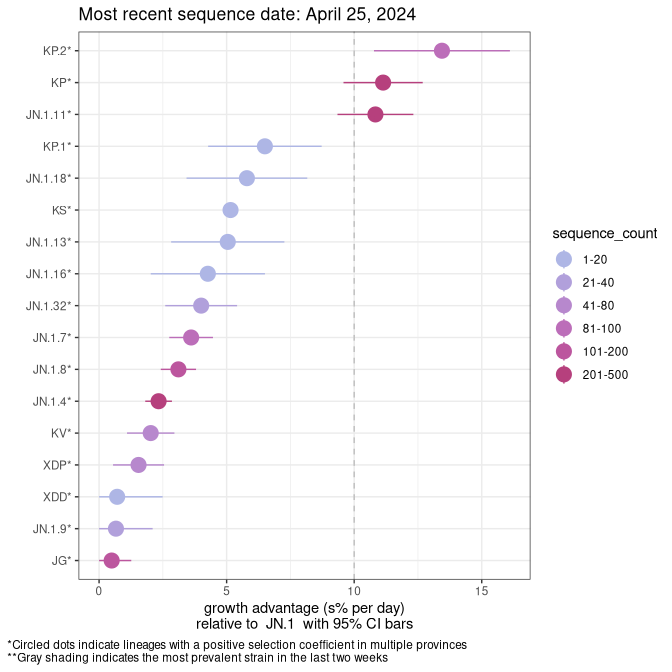 Most recent sequence date: April 25, 2024
KP.2*
KP*
JN.1.11*
KP.1*
JN.1.18*
KS*
JN.1.13*
JN.1.16*
JN.1.32*
JN.1.7*
JN.1.8*
JN.1.4*
KV*
XDP*
XDD*
JN.1.9*
JG*
0 5 10 15
growth advantage (s% per day)
relative to JN.1 with 95% CI bars
sequence_count
1-20
21-40
41-80
81-100
101-200
201-500
*Circled dots indicate lineages with a positive selection coefficient in multiple provinces
**Gray shading indicates the most prevalent strain in the last two weeks